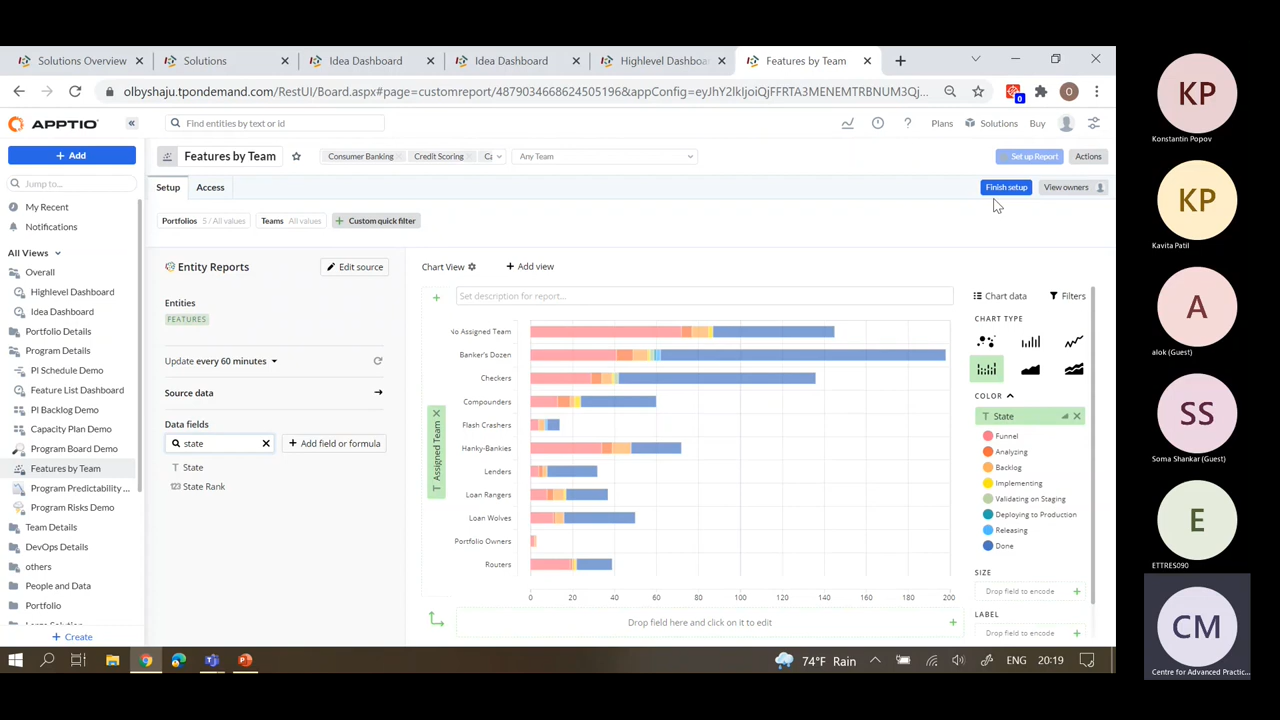 Solutions Overview
Solutions
Idea Dashboard
Idea Dashboard
Highlevel Dashboa
Features by Team
olbyshaju.tpondemand.com/RestUI/Board.aspx#page=customreport/4879034668624505196&appConfig=eyJhY2lkIjoiQjFFRTA3MENEMTRBNUM3Qj...
0
O
APPTIO
Find entities by text or id
Plans
Solutions
Buy
+ Add
Features by Team
Consumer Banking
Credit Scoring
Any Team
Set up Report
Actions
Jump to...
Setup
Access
Finish setup
View owners
My Recent
Notifications
Portfolios 5 / All values
Teams All values
+ Custom quick filter
All Views
Overall
Highlevel Dashboard
Idea Dashboard
Portfolio Details
Program Details
PI Schedule Demo
Feature List Dashboard
PI Backlog Demo
Capacity Plan Demo
Program Board Demo
Features by Team
Program Predictability ...
Program Risks Demo
Team Details
DevOps Details
others
People and Data
Portfolio
+ Create
Entity Reports
Edit source
Entities
FEATURES
Update every 60 minutes
Source data
Data fields
state
+ Add field or formula
T State
123 State Rank
Chart View
+ Add view
Set description for report...
T Assigned Team
No Assigned Team
Banker's Dozen
Checkers
Compounders
Flash Crashers
Hanky-Bankies
Lenders
Loan Rangers
Loan Wolves
Portfolio Owners
Routers
0 20 40 60 80 100 120 140 160 180 200
Drop field here and click on it to edit
Chart data
Filters
CHART TYPE
COLOR
T State
Funnel
Analyzing
Backlog
Implementing
Validating on Staging
Deploying to Production
Releasing
Done
SIZE
Drop field to encode
LABEL
Drop field to encode
74°F Rain
ENG
20:19
KP
Konstantin Popov
KP
Kavita Patil
A
alok (Guest)
SS
Soma Shankar (Guest)
E
ETTRES090
CM
Centre for Advanced Practic...